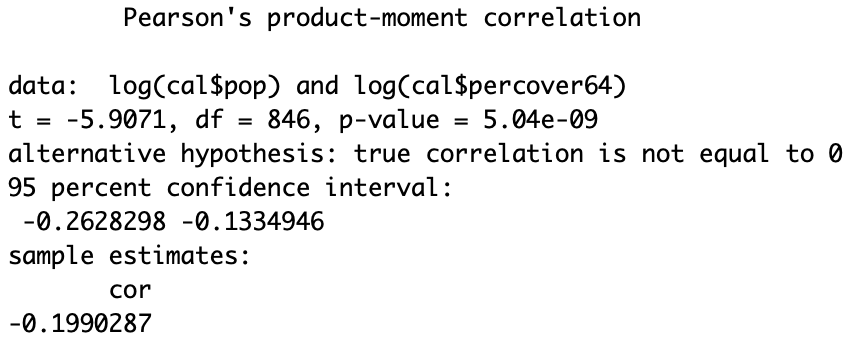 Pearson's product-moment correlation
data:  log(cal$pop) and log(cal$percover64)
t = -5.9071, df = 846, p-value = 5.04e-09
alternative hypothesis: true correlation is not equal to 0
95 percent confidence interval:
 -0.2628298 -0.1334946
sample estimates:
       cor
-0.1990287